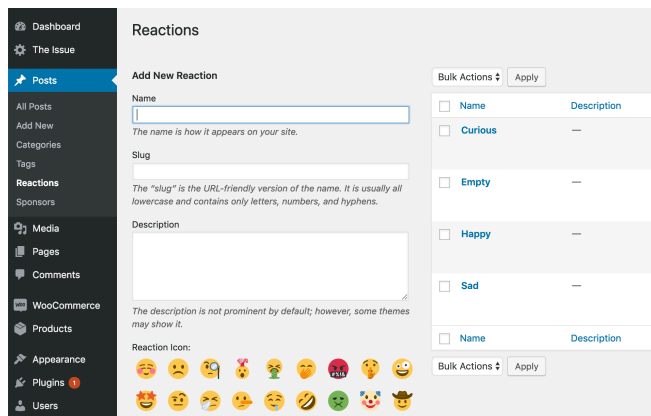 Dashboard
The Issue
Posts
All Posts
Add New
Categories
Tags
Reactions
Sponsors
Media
Pages
Comments
WOO WooCommerce
Products
Appearance
Plugins 1
Users
Reactions
Add New Reaction
Name
The name is how it appears on your site.
Slug
The “slug” is the URL-friendly version of the name. It is usually all
lowercase and contains only letters, numbers, and hyphens.
Description
The description is not prominent by default; however, some themes
may show it.
Reaction Icon:
Bulk Actions Apply
Name Description
Curious —
Empty —
Happy —
Sad —
Name Description
Bulk Actions Apply